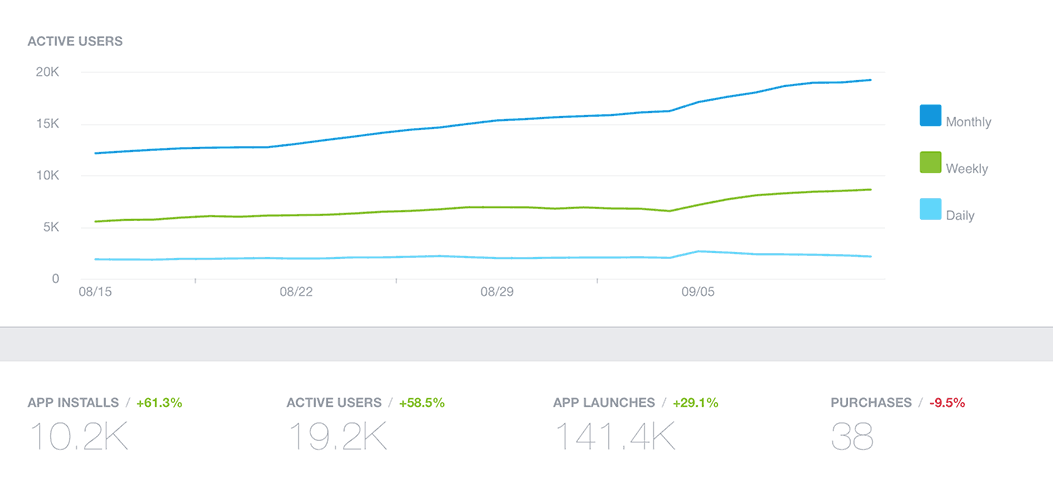 ACTIVE USERS
20K
15K
10K
5K
0
08/15 08/22 08/29 09/05
Monthly
Weekly
Daily
APP INSTALLS / +61.3%
10.2K
ACTIVE USERS / +58.5%
19.2K
APP LAUNCHES / +29.1%
141.4K
PURCHASES / -9.5%
38